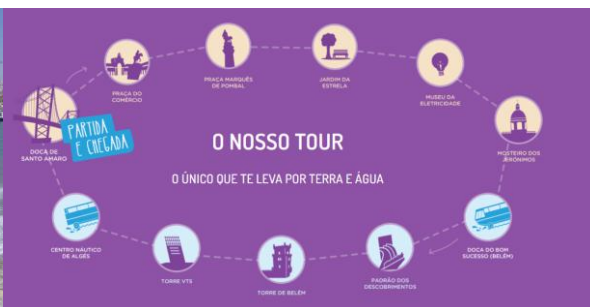 PRAÇA MARQUÊS
DE POMBAL
JARDIM DA
ESTRELA
PRAÇA DO
COMÉRCIO
MUSEU DA
ELETRICIDADE
PARTIDA
E CHEGADA
DOCA DE
SANTO AMARO
O NOSSO TOUR
MOSTEIRO DOS
JERÓNIMOS
O ÚNICO QUE TE LEVA POR TERRA E ÁGUA
CENTRO NÁUTICO
DE ALGÉS
TORRE VTS
TORRE DE BELÉM
PADRÃO DOS
DESCOBRIMENTOS
DOCA DO BOM
SUCESSO (BELÉM)